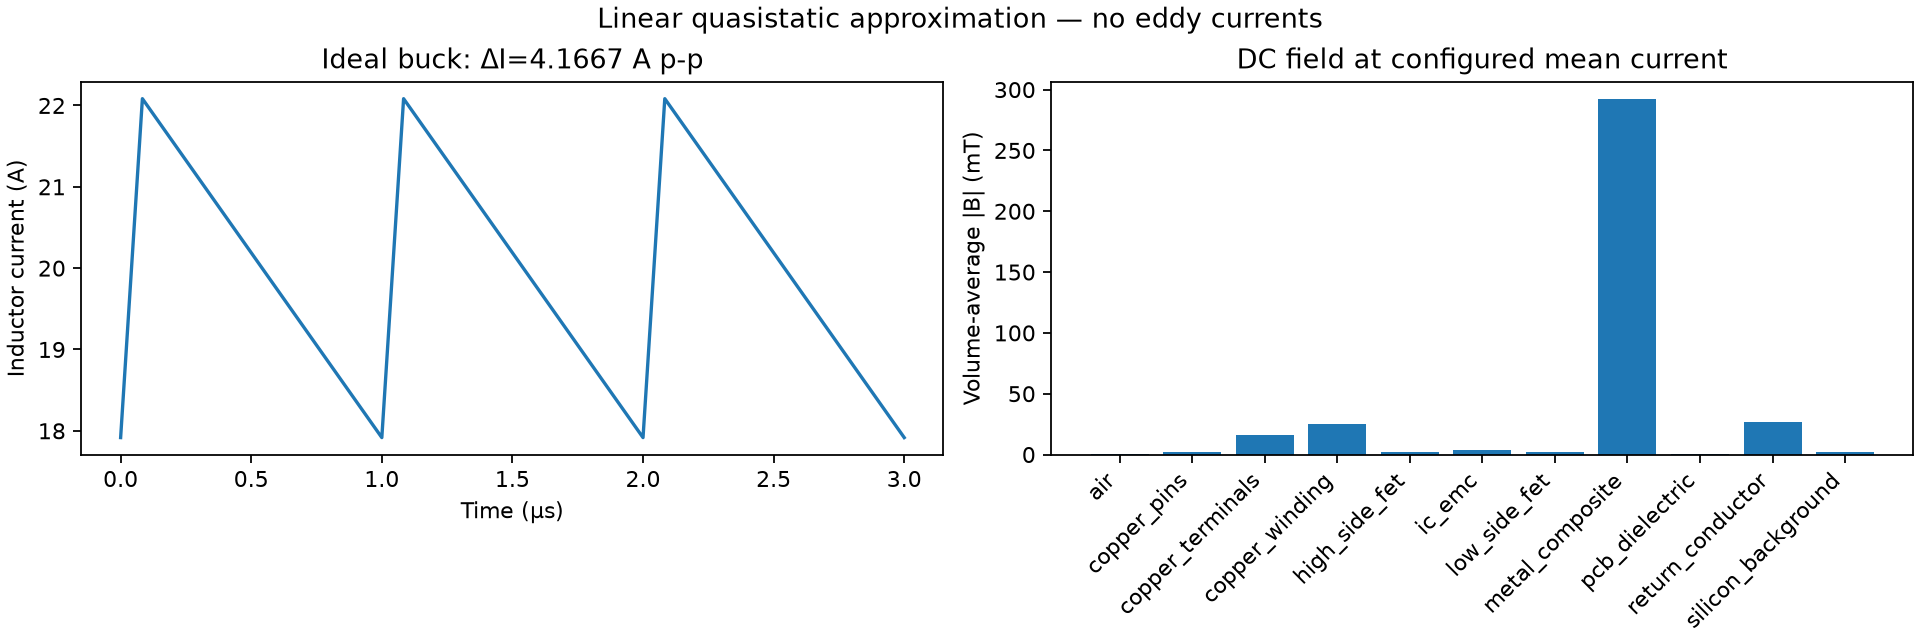 Linear quasistatic approximation — no eddy currents
Ideal buck: ΔI=4.1667 A p-p
Inductor current (A)
22
21
20
19
18
0.0 0.5 1.0 1.5 2.0 2.5 3.0
Time (µs)
DC field at configured mean current
Volume-average |B| (mT)
300
250
200
150
100
50
0
air
copper_pins
copper_terminals
copper_winding
high_side_fet
ic_emc
low_side_fet
metal_composite
pcb_dielectric
return_conductor
silicon_background